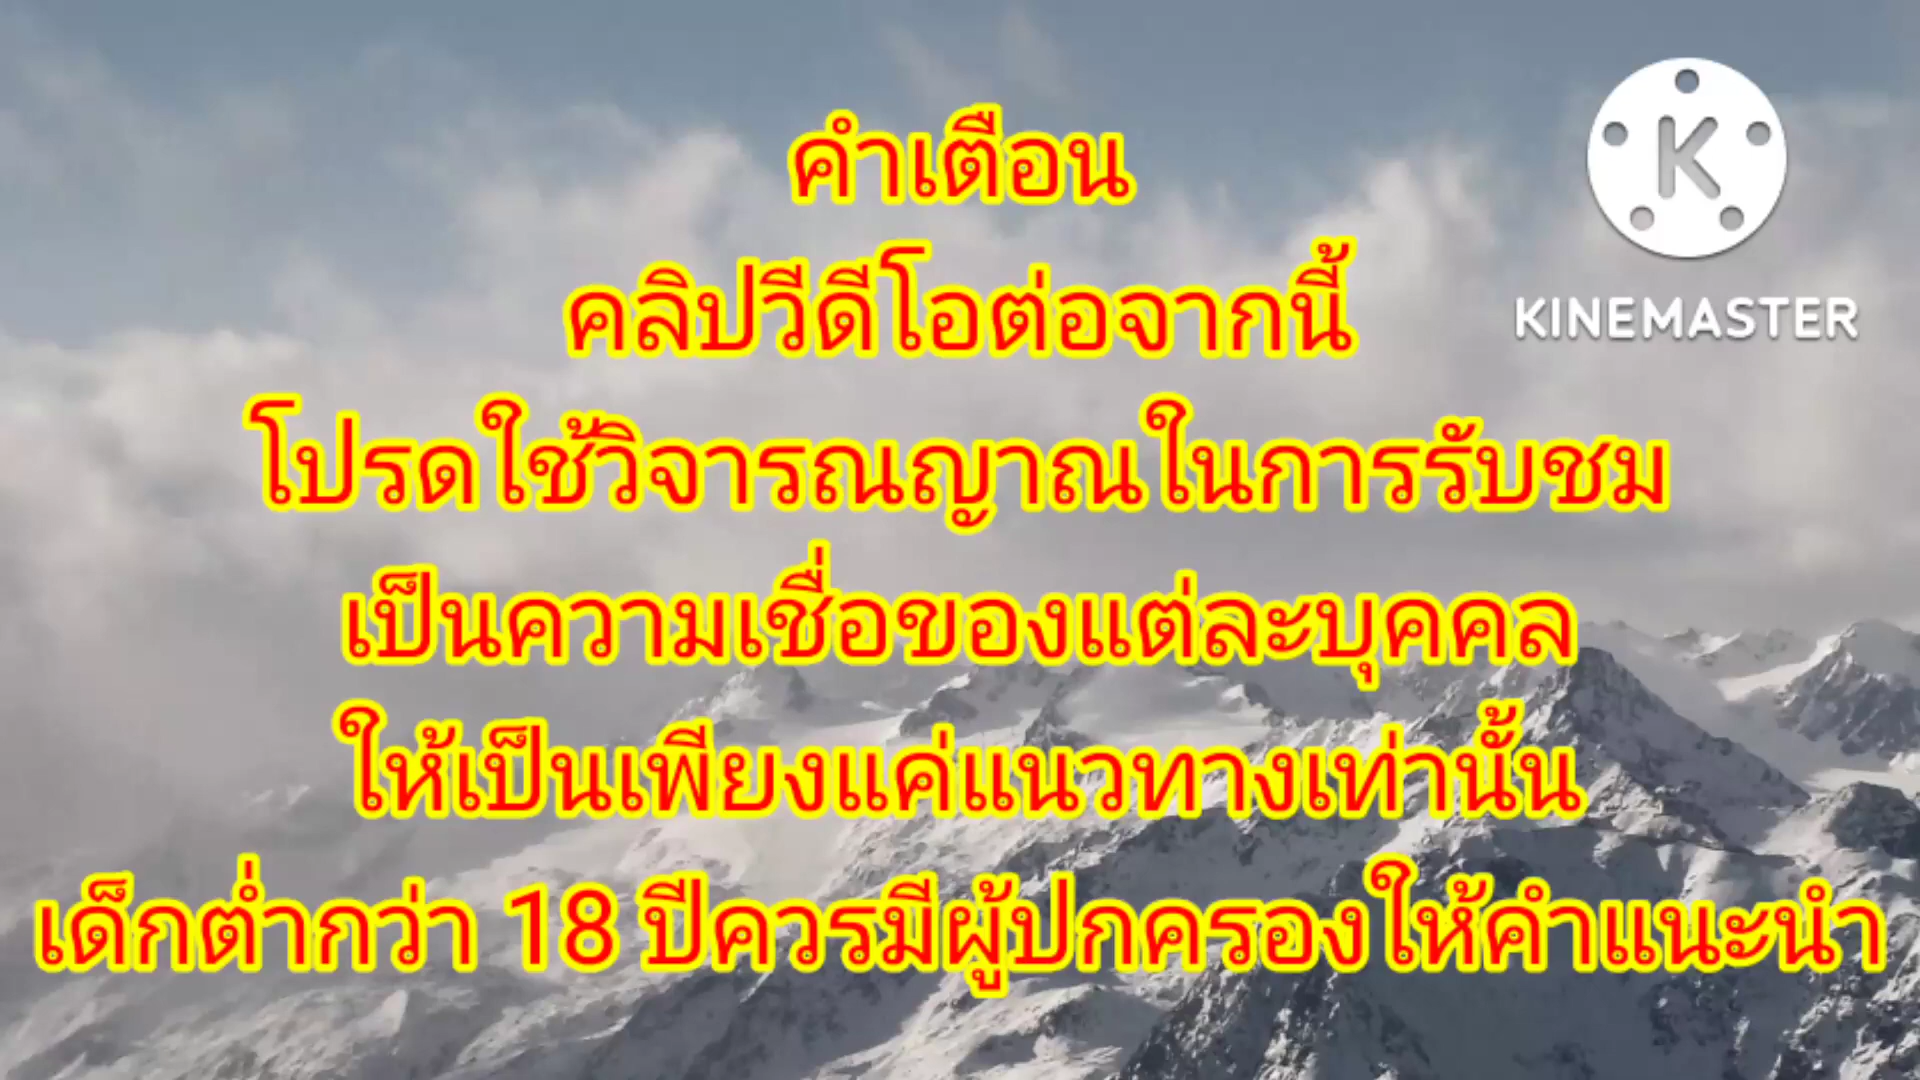 คำเตือน
คลิปวีดีโอต่อจากนี้
โปรดใช้วิจารณญาณในการรับชม
เป็นความเชื่อของแต่ละบุคคล
ให้เป็นเพียงแค่แนวทางเท่านั้น
เด็กต่ำกว่า 18 ปีควรมีผู้ปกครองให้คำแนะนำ
K
KINEMASTER